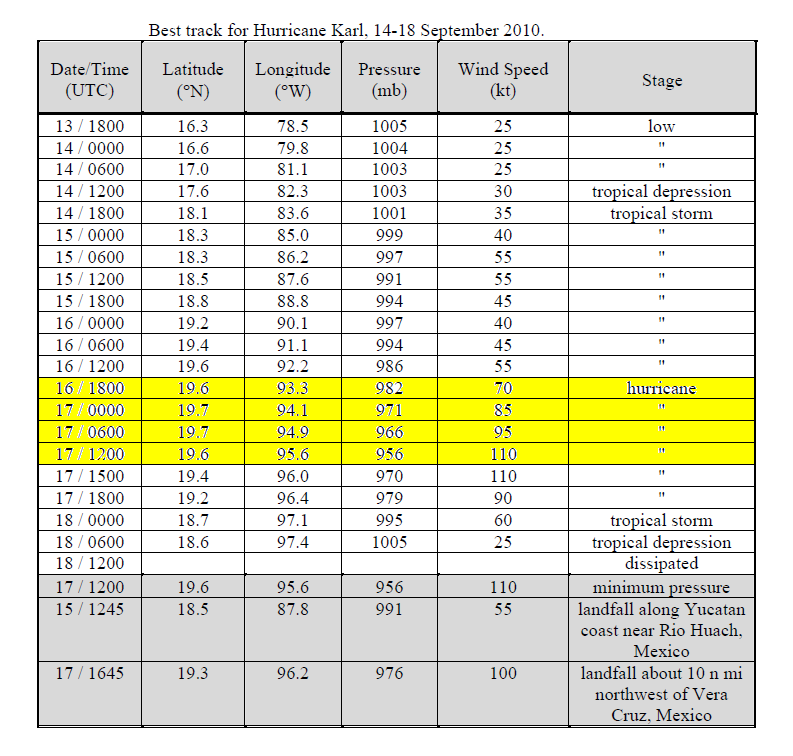 Best track for Hurricane Karl, 14-18 September 2010.
Date/Time Latitude Longitude Pressure Wind Speed Stage
(UTC) (°N) (°W) (mb) (kt)
13 / 1800 16.3 78.5 1005 25 low
14 / 0000 16.6 79.8 1004 25 "
14 / 0600 17.0 81.1 1003 25 "
14 / 1200 17.6 82.3 1003 30 tropical depression
14 / 1800 18.1 83.6 1001 35 tropical storm
15 / 0000 18.3 85.0 999 40 "
15 / 0600 18.3 86.2 997 55 "
15 / 1200 18.5 87.6 991 55 "
15 / 1800 18.8 88.8 994 45 "
16 / 0000 19.2 90.1 997 40 "
16 / 0600 19.4 91.1 994 45 "
16 / 1200 19.6 92.2 986 55 "
16 / 1800 19.6 93.3 982 70 hurricane
17 / 0000 19.7 94.1 971 85 "
17 / 0600 19.7 94.9 966 95 "
17 / 1200 19.6 95.6 956 110 "
17 / 1500 19.4 96.0 970 110 "
17 / 1800 19.2 96.4 979 90 "
18 / 0000 18.7 97.1 995 60 tropical storm
18 / 0600 18.6 97.4 1005 25 tropical depression
18 / 1200 dissipated
17 / 1200 19.6 95.6 956 110 minimum pressure
15 / 1245 18.5 87.8 991 55 landfall along Yucatan
coast near Rio Huach,
Mexico
17 / 1645 19.3 96.2 976 100 landfall about 10 n mi
northwest of Vera
Cruz, Mexico